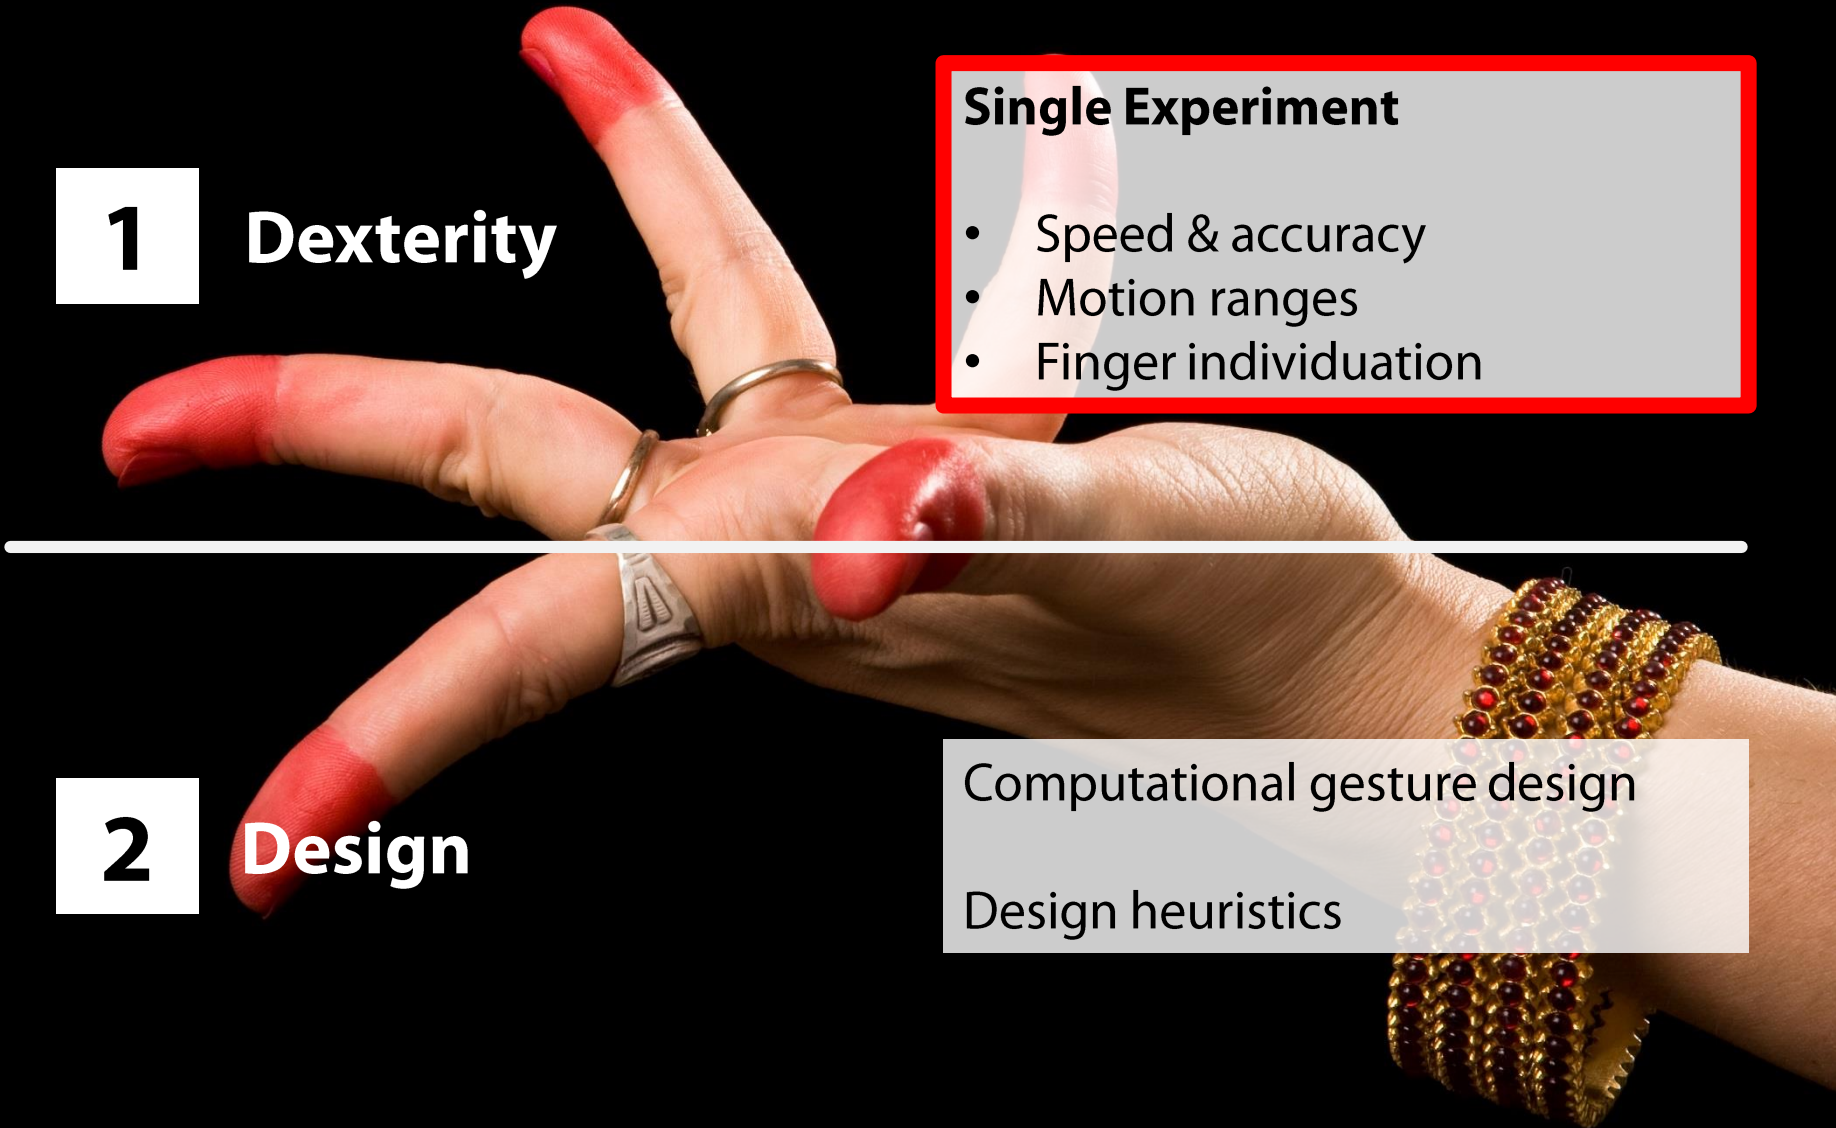 1
Dexterity
Single Experiment
• Speed & accuracy
• Motion ranges
• Finger individuation
2
Design
Computational gesture design
Design heuristics